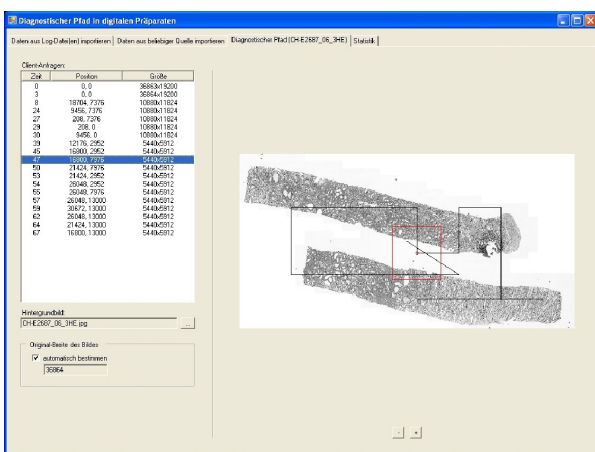 Diagnostischer Pfad in digitalen Präparaten
Daten aus Log-Datei(en) importieren Daten aus beliebiger Quelle importieren Diagnostischer Pfad (CH-E2687_06_3HE) Statistik
Client-Anfragen:
Zeit Position Größe
0 0, 0 36863x19200
3 0, 0 36864x19200
8 18704, 7376 10880x11824
24 9456, 7376 10880x11824
27 208, 7376 10880x11824
29 208, 0 10880x11824
30 9456, 0 10880x11824
39 12176, 2952 5440x5912
45 16800, 2952 5440x5912
47 16800, 7976 5440x5912
50 21424, 7976 5440x5912
53 21424, 2952 5440x5912
54 26048, 2952 5440x5912
55 26048, 7976 5440x5912
57 26048, 13000 5440x5912
59 30672, 13000 5440x5912
62 26048, 13000 5440x5912
64 21424, 13000 5440x5912
67 16800, 13000 5440x5912
Hintergrundbild:
CH-E2687_06_3HE.jpg ...
Original-Breite des Bildes
automatisch bestimmen
36864
- +